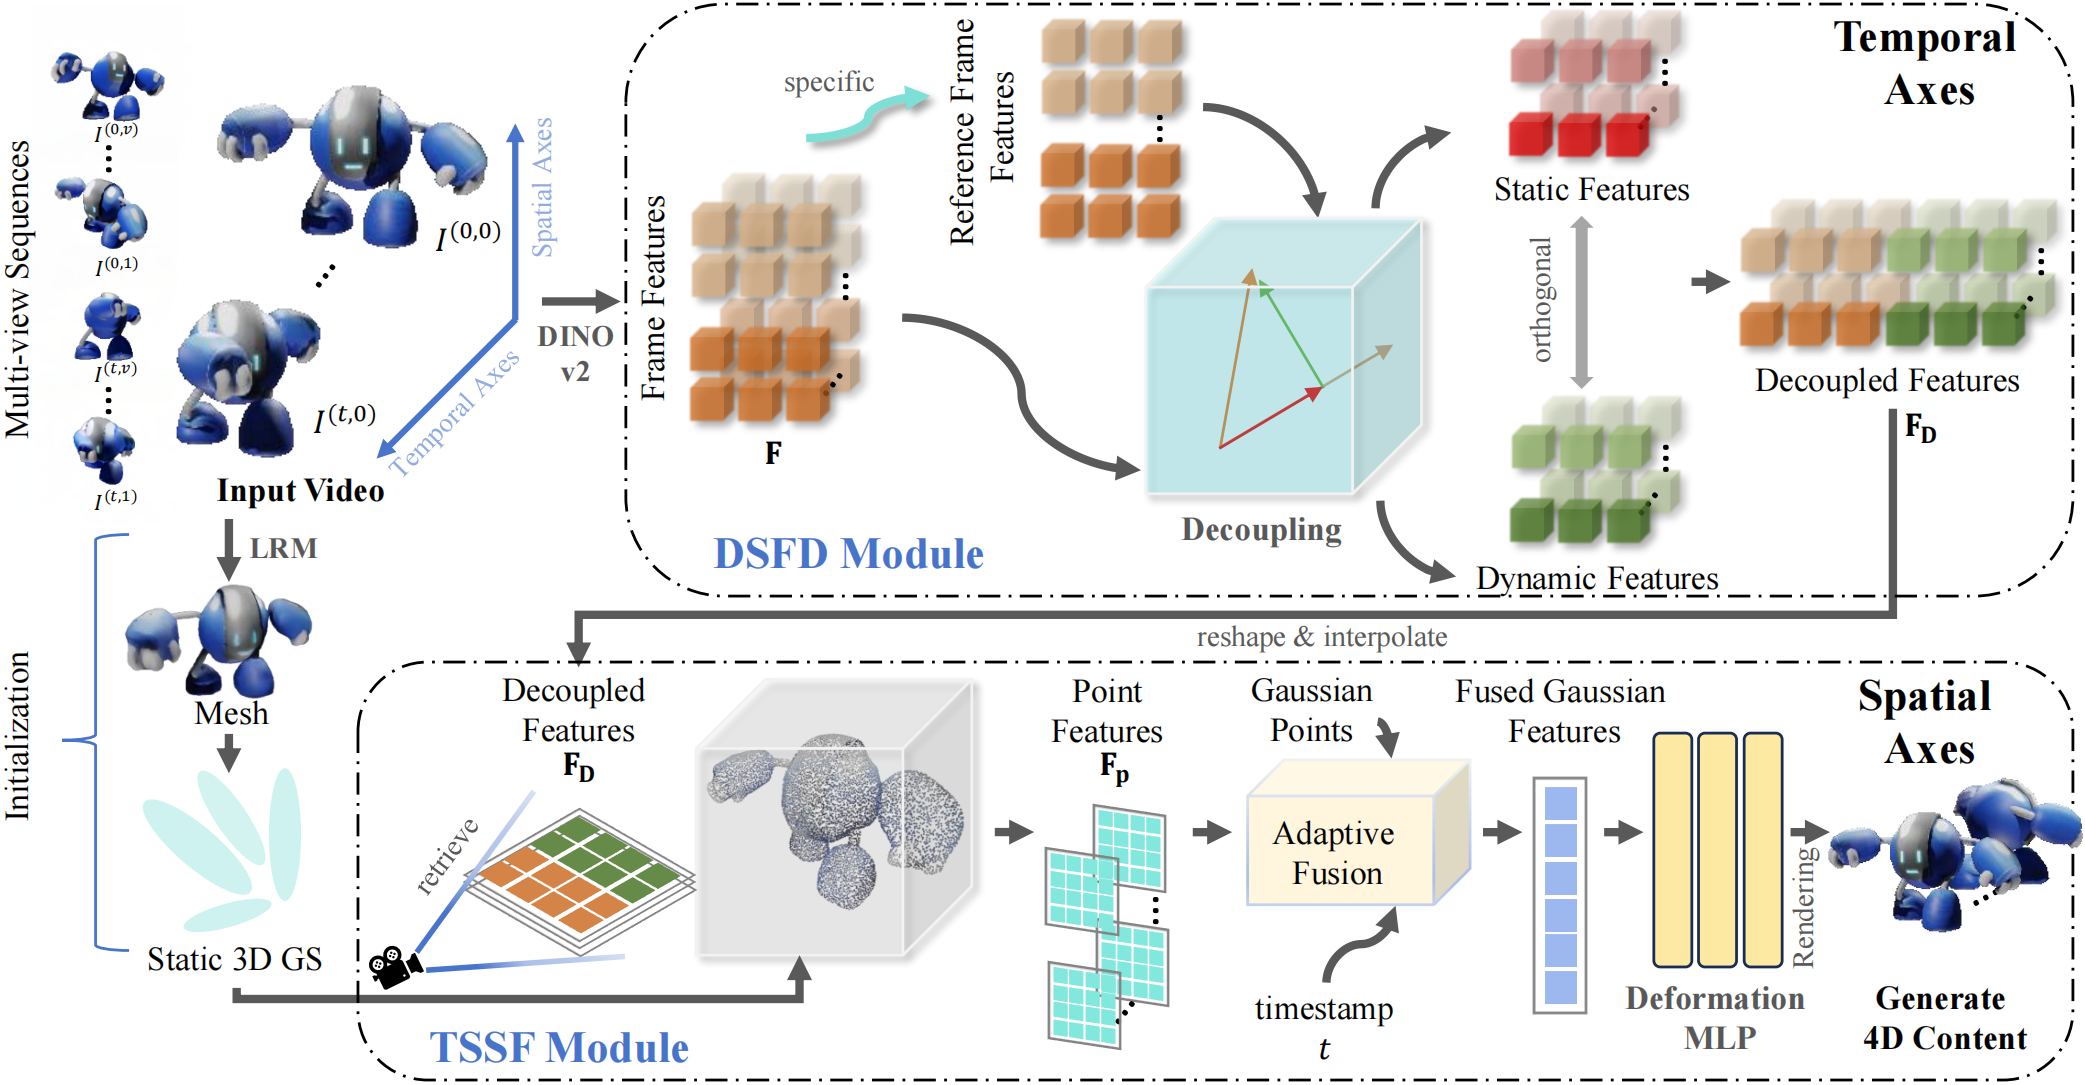 Multi-view Sequences
I^(0,v)
I^(0,1)
I^(t,v)
I^(t,1)
I^(0,0)
I^(t,0)
Input Video
Spatial Axes
Temporal Axes
DINO
v2
LRM
Initialization
Mesh
Static 3D GS
Temporal
Axes
Frame Features
F
specific
Reference Frame
Features
Decoupling
DSFD Module
Static Features
orthogonal
Dynamic Features
Decoupled Features
F_D
reshape & interpolate
Decoupled
Features
F_D
retrieve
TSSF Module
Point
Features
F_p
Gaussian
Points
Adaptive
Fusion
timestamp
t
Fused Gaussian
Features
Deformation
MLP
Rendering
Spatial
Axes
Generate
4D Content